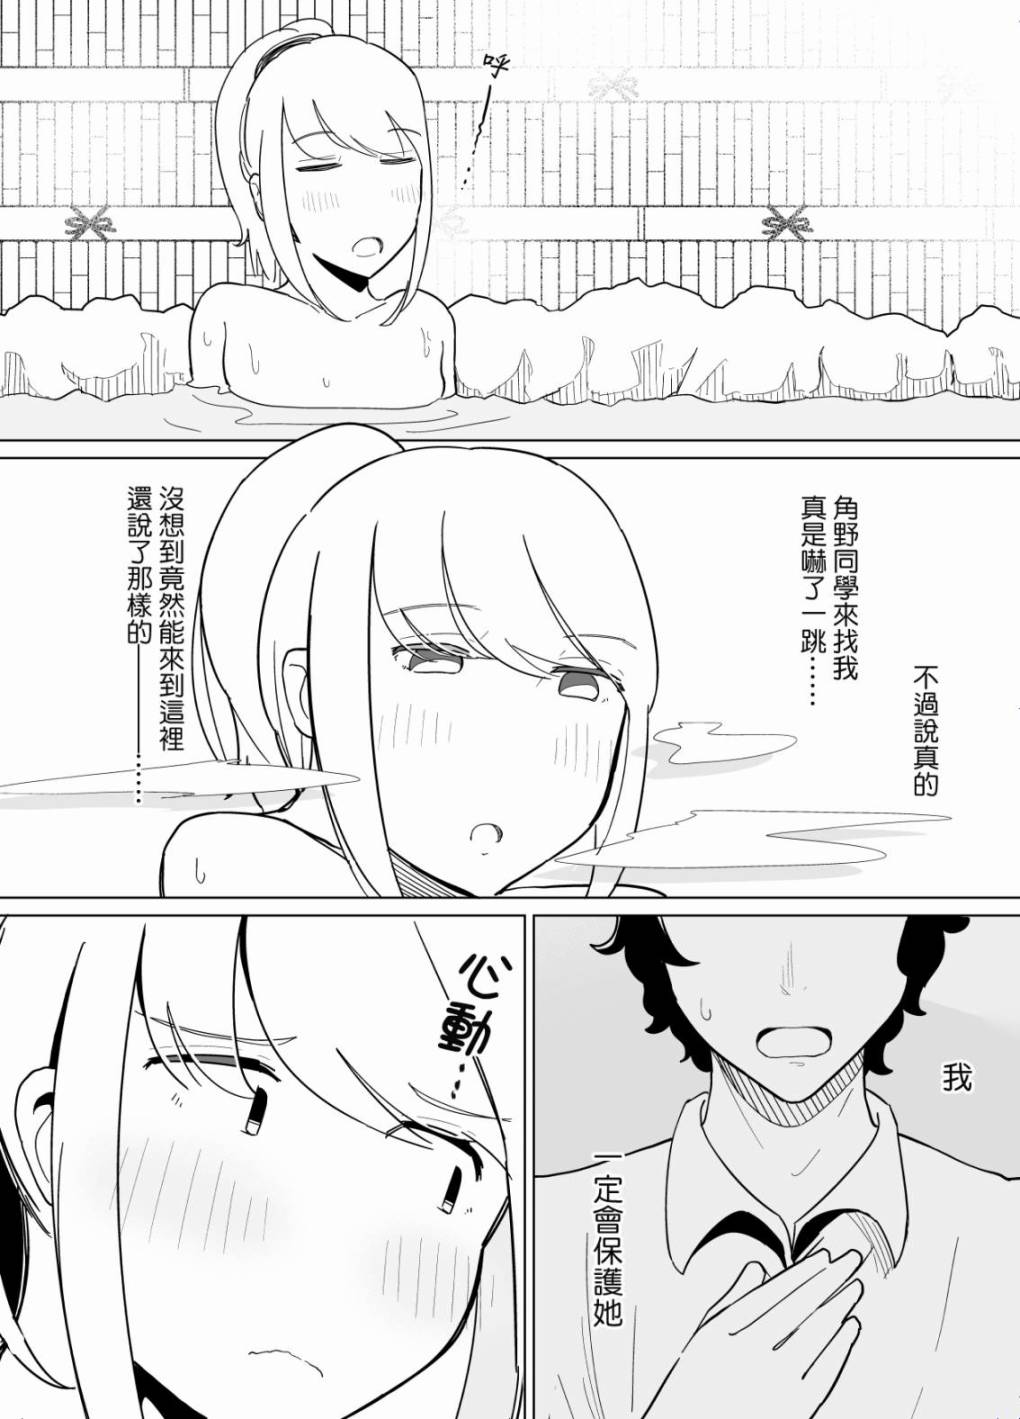 呼……
不過說真的
角野同學來找我
真是嚇了一跳……
沒想到竟然能來到這裡
還說了那樣的———……
我
一定會保護她
心動…